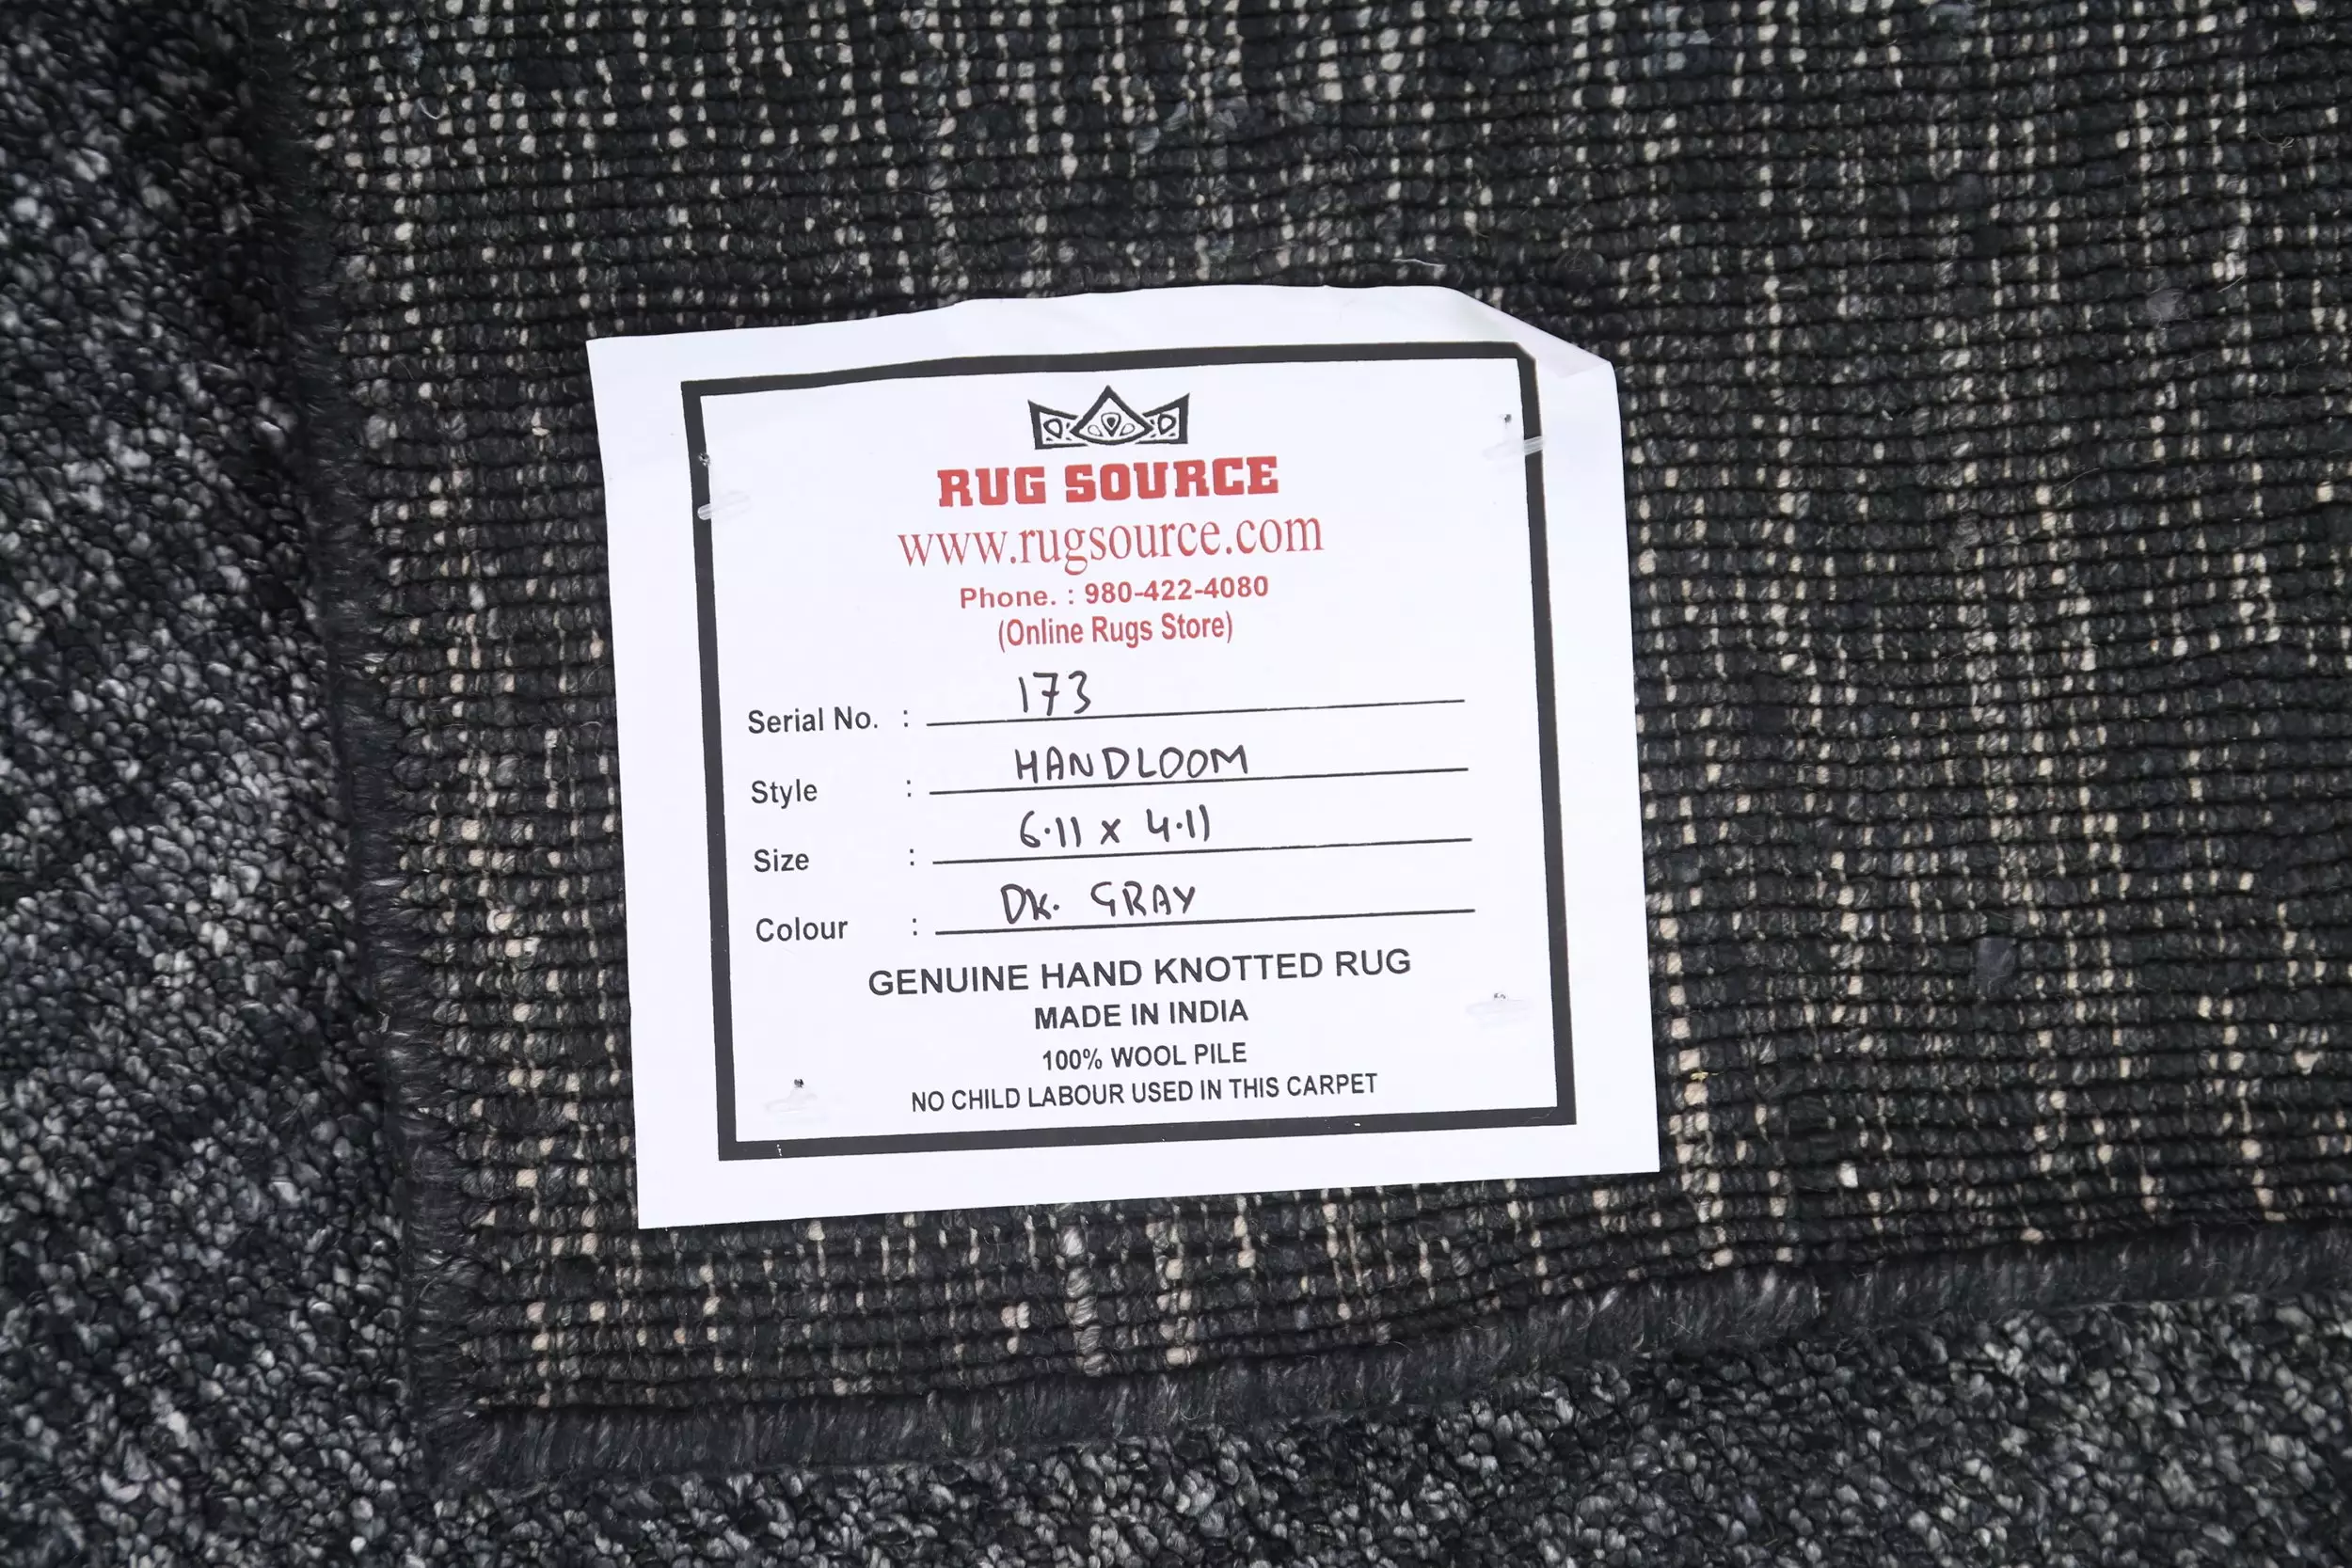 RUG SOURCE
www.rugsource.com
Phone. : 980-422-4080
(Online Rugs Store)
Serial No. : 173
Style : HANDLOOM
Size : 6.11 x 4.11
Colour : DK. GRAY
GENUINE HAND KNOTTED RUG
MADE IN INDIA
100% WOOL PILE
NO CHILD LABOUR USED IN THIS CARPET